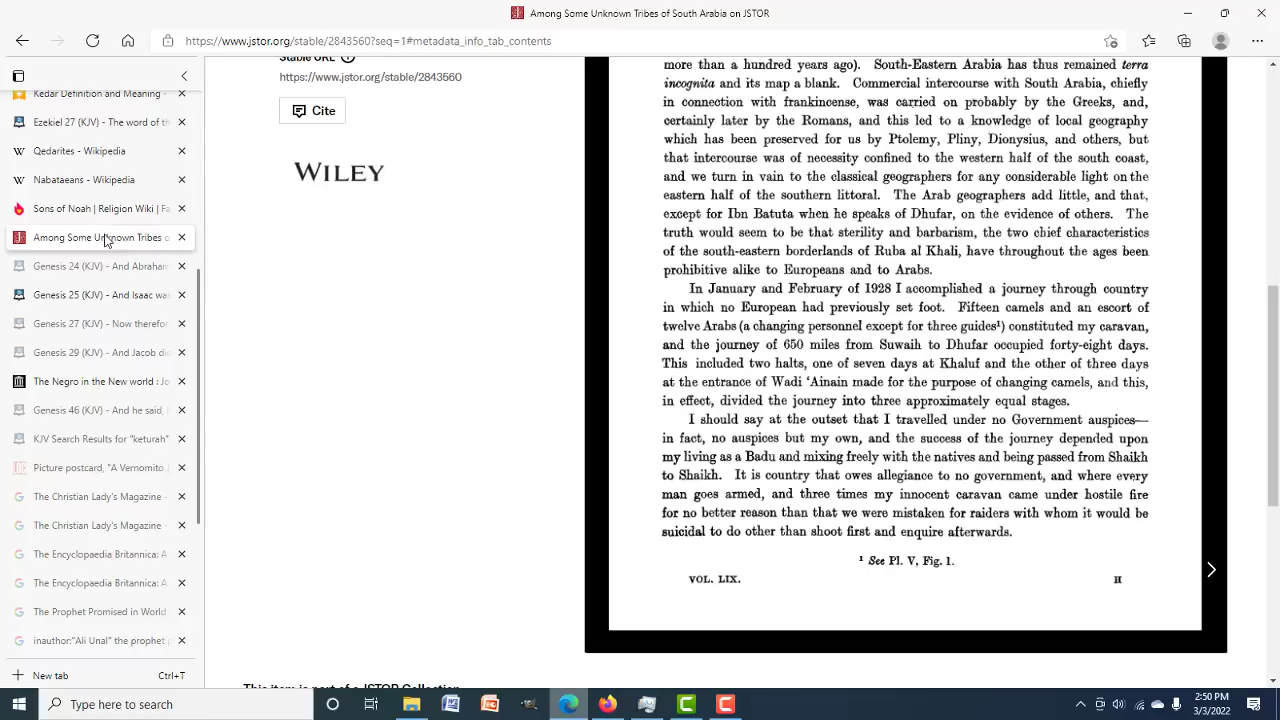 Among Some Unknown Tribes of South Arabia on JSTOR
https://www.jstor.org/stable/2843560?seq=1#metadata_info_tab_contents
Kedar Definition and Meaning
Ezekiel 27 (KJV) - The word of th
Qedarites - Wikipedia
Nabataeans - Wikipedia
Sons of Noah | Religion Wiki | Fa
Among Some Unknown Tribes o
Genesis 24 (KJV) - And Abraham
Genesis 25 (KJV) - And Isaac was
Genesis 27 (KJV) - Now therefor
Genesis 29 (KJV) - And Jacob dic
The Negro in the New world : Jo
Genesis 46 (KJV) - And he said, I
KJV Search Results for "keturah"
Picture postcard, "A Vernomito
The Christian Lady's Magazine -
The Christian Lady's Magazine -
The Encyclopaedia Britannica: A
The Encyclopaedia Britannica: A
The Prophet Promised in World
inauthor:"Ali Unal" the prophet
New tab Ctrl+T
Stable URL
https://www.jstor.org/stable/2843560
Cite
WILEY
more than a hundred years ago). South-Eastern Arabia has thus remained terra
incognita and its map a blank. Commercial intercourse with South Arabia, chiefly
in connection with frankincense, was carried on probably by the Greeks, and,
certainly later by the Romans, and this led to a knowledge of local geography
which has been preserved for us by Ptolemy, Pliny, Dionysius, and others, but
that intercourse was of necessity confined to the western half of the south coast,
and we turn in vain to the classical geographers for any considerable light on the
eastern half of the southern littoral. The Arab geographers add little, and that,
except for Ibn Batuta when he speaks of Dhufar, on the evidence of others. The
truth would seem to be that sterility and barbarism, the two chief characteristics
of the south-eastern borderlands of Ruba al Khali, have throughout the ages been
prohibitive alike to Europeans and to Arabs.
In January and February of 1928 I accomplished a journey through country
in which no European had previously set foot. Fifteen camels and an escort of
twelve Arabs (a changing personnel except for three guides¹) constituted my caravan,
and the journey of 650 miles from Suwaih to Dhufar occupied forty-eight days.
This included two halts, one of seven days at Khaluf and the other of three days
at the entrance of Wadi 'Ainain made for the purpose of changing camels, and this,
in effect, divided the journey into three approximately equal stages.
I should say at the outset that I travelled under no Government auspices—
in fact, no auspices but my own, and the success of the journey depended upon
my living as a Badu and mixing freely with the natives and being passed from Shaikh
to Shaikh. It is country that owes allegiance to no government, and where every
man goes armed, and three times my innocent caravan came under hostile fire
for no better reason than that we were mistaken for raiders with whom it would be
suicidal to do other than shoot first and enquire afterwards.
¹ See Pl. V, Fig. 1.
VOL. LIX. H
This item is part of a JSTOR Collection.
Type here to search
2:50 PM
3/3/2022